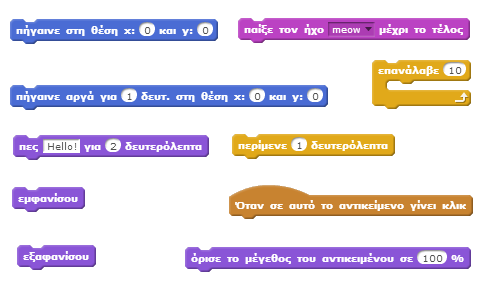 πήγαινε στη θέση x: 0 και y: 0
παίξε τον ήχο meow μέχρι το τέλος
επανάλαβε 10
πήγαινε αργά για 1 δευτ. στη θέση x: 0 και y: 0
πες Hello! για 2 δευτερόλεπτα
περίμενε 1 δευτερόλεπτα
εμφανίσου
Όταν σε αυτό το αντικείμενο γίνει κλικ
εξαφανίσου
όρισε το μέγεθος του αντικειμένου σε 100 %